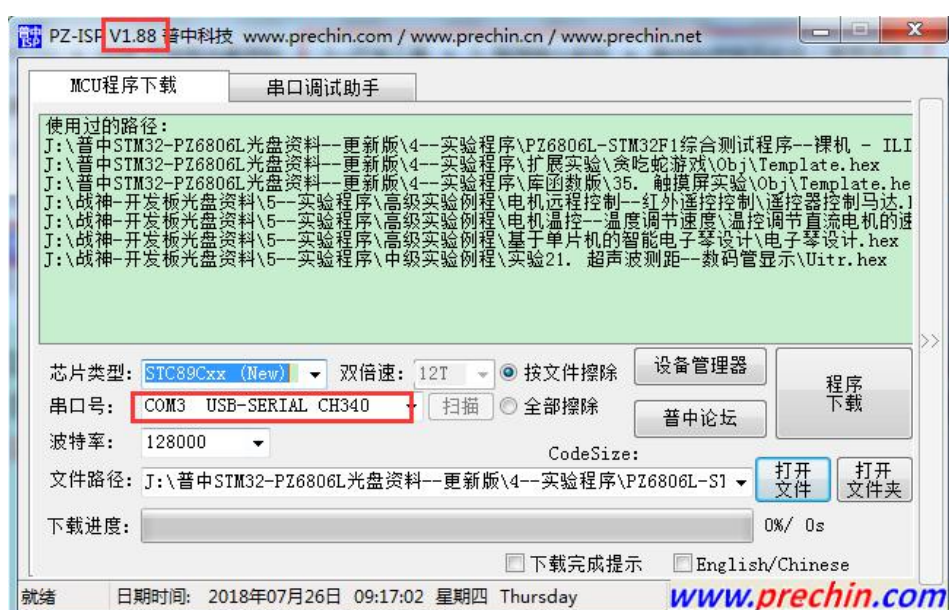 普中 ISP PZ-ISP V1.88 普中科技 www.prechin.com / www.prechin.cn / www.prechin.net
MCU程序下载 串口调试助手
使用过的路径:
J:\普中STM32-PZ6806L光盘资料--更新版\4--实验程序\PZ6806L-STM32F1综合测试程序--裸机 - ILI
J:\普中STM32-PZ6806L光盘资料--更新版\4--实验程序\扩展实验\贪吃蛇游戏\Obj\Template.hex
J:\普中STM32-PZ6806L光盘资料--更新版\4--实验程序\库函数版\35. 触摸屏实验\Obj\Template.he
J:\战神-开发板光盘资料\5--实验程序\高级实验例程\电机远程控制--红外遥控控制\遥控器控制马达.
J:\战神-开发板光盘资料\5--实验程序\高级实验例程\电机温控--温度调节速度\温控调节直流电机的速
J:\战神-开发板光盘资料\5--实验程序\高级实验例程\基于单片机的智能电子琴设计\电子琴设计.hex
J:\战神-开发板光盘资料\5--实验程序\中级实验例程\实验21. 超声波测距--数码管显示\Uitr.hex
>>
芯片类型: STC89Cxx (New) 双倍速: 12T 按文件擦除 设备管理器
程序
下载
串口号: COM3 USB-SERIAL CH340 扫描 全部擦除 普中论坛
波特率: 128000 CodeSize:
文件路径: J:\普中STM32-PZ6806L光盘资料--更新版\4--实验程序\PZ6806L-ST
打开
文件
打开
文件夹
下载进度: 0%/ 0s
下载完成提示 English/Chinese
就绪 日期时间: 2018年07月26日 09:17:02 星期四 Thursday www.prechin.com